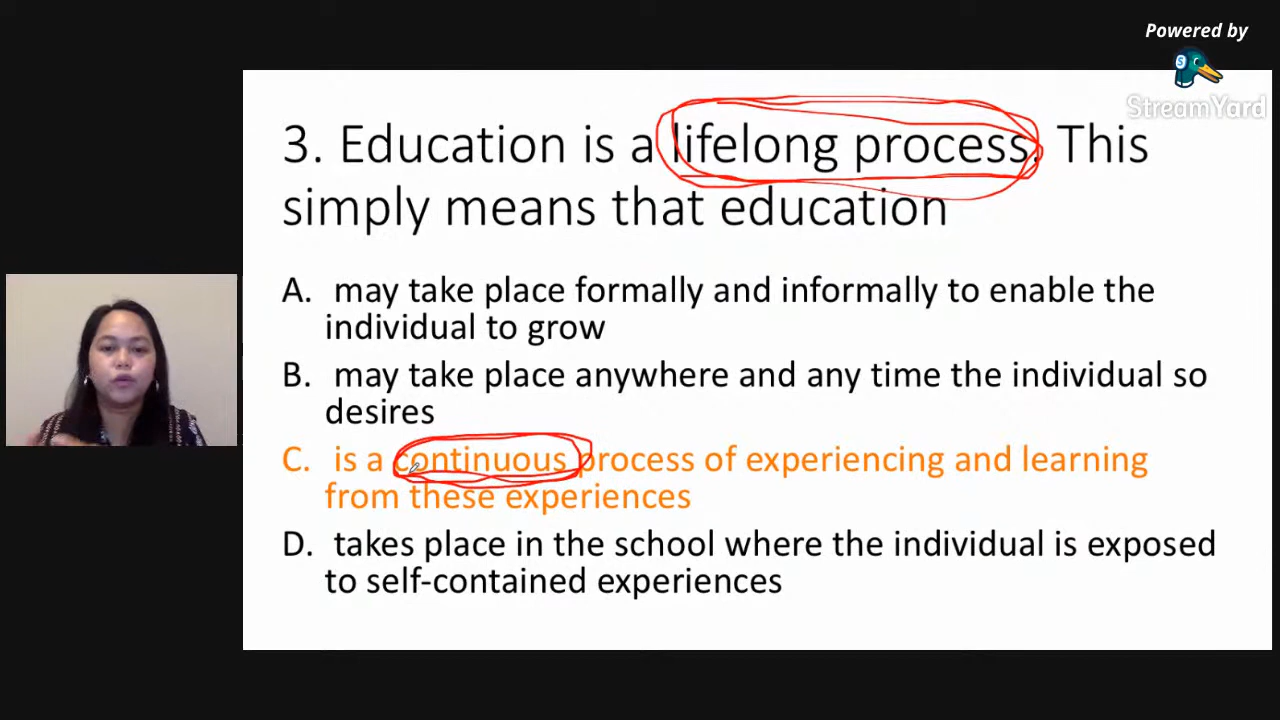 Powered by
StreamYard
3. Education is a lifelong process. This
simply means that education
A. may take place formally and informally to enable the
individual to grow
B. may take place anywhere and any time the individual so
desires
C. is a continuous process of experiencing and learning
from these experiences
D. takes place in the school where the individual is exposed
to self-contained experiences